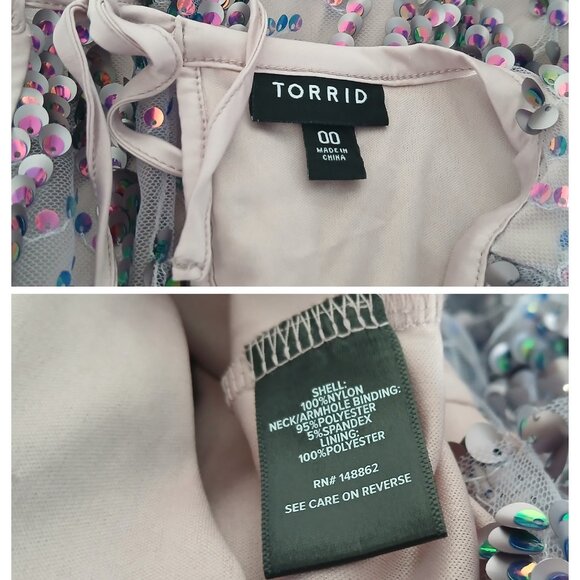 TORRID
00
MADE IN
CHINA
SHELL:
100%NYLON
NECK/ARMHOLE BINDING:
95%POLYESTER
5%SPANDEX
LINING:
100%POLYESTER
RN# 148862
SEE CARE ON REVERSE